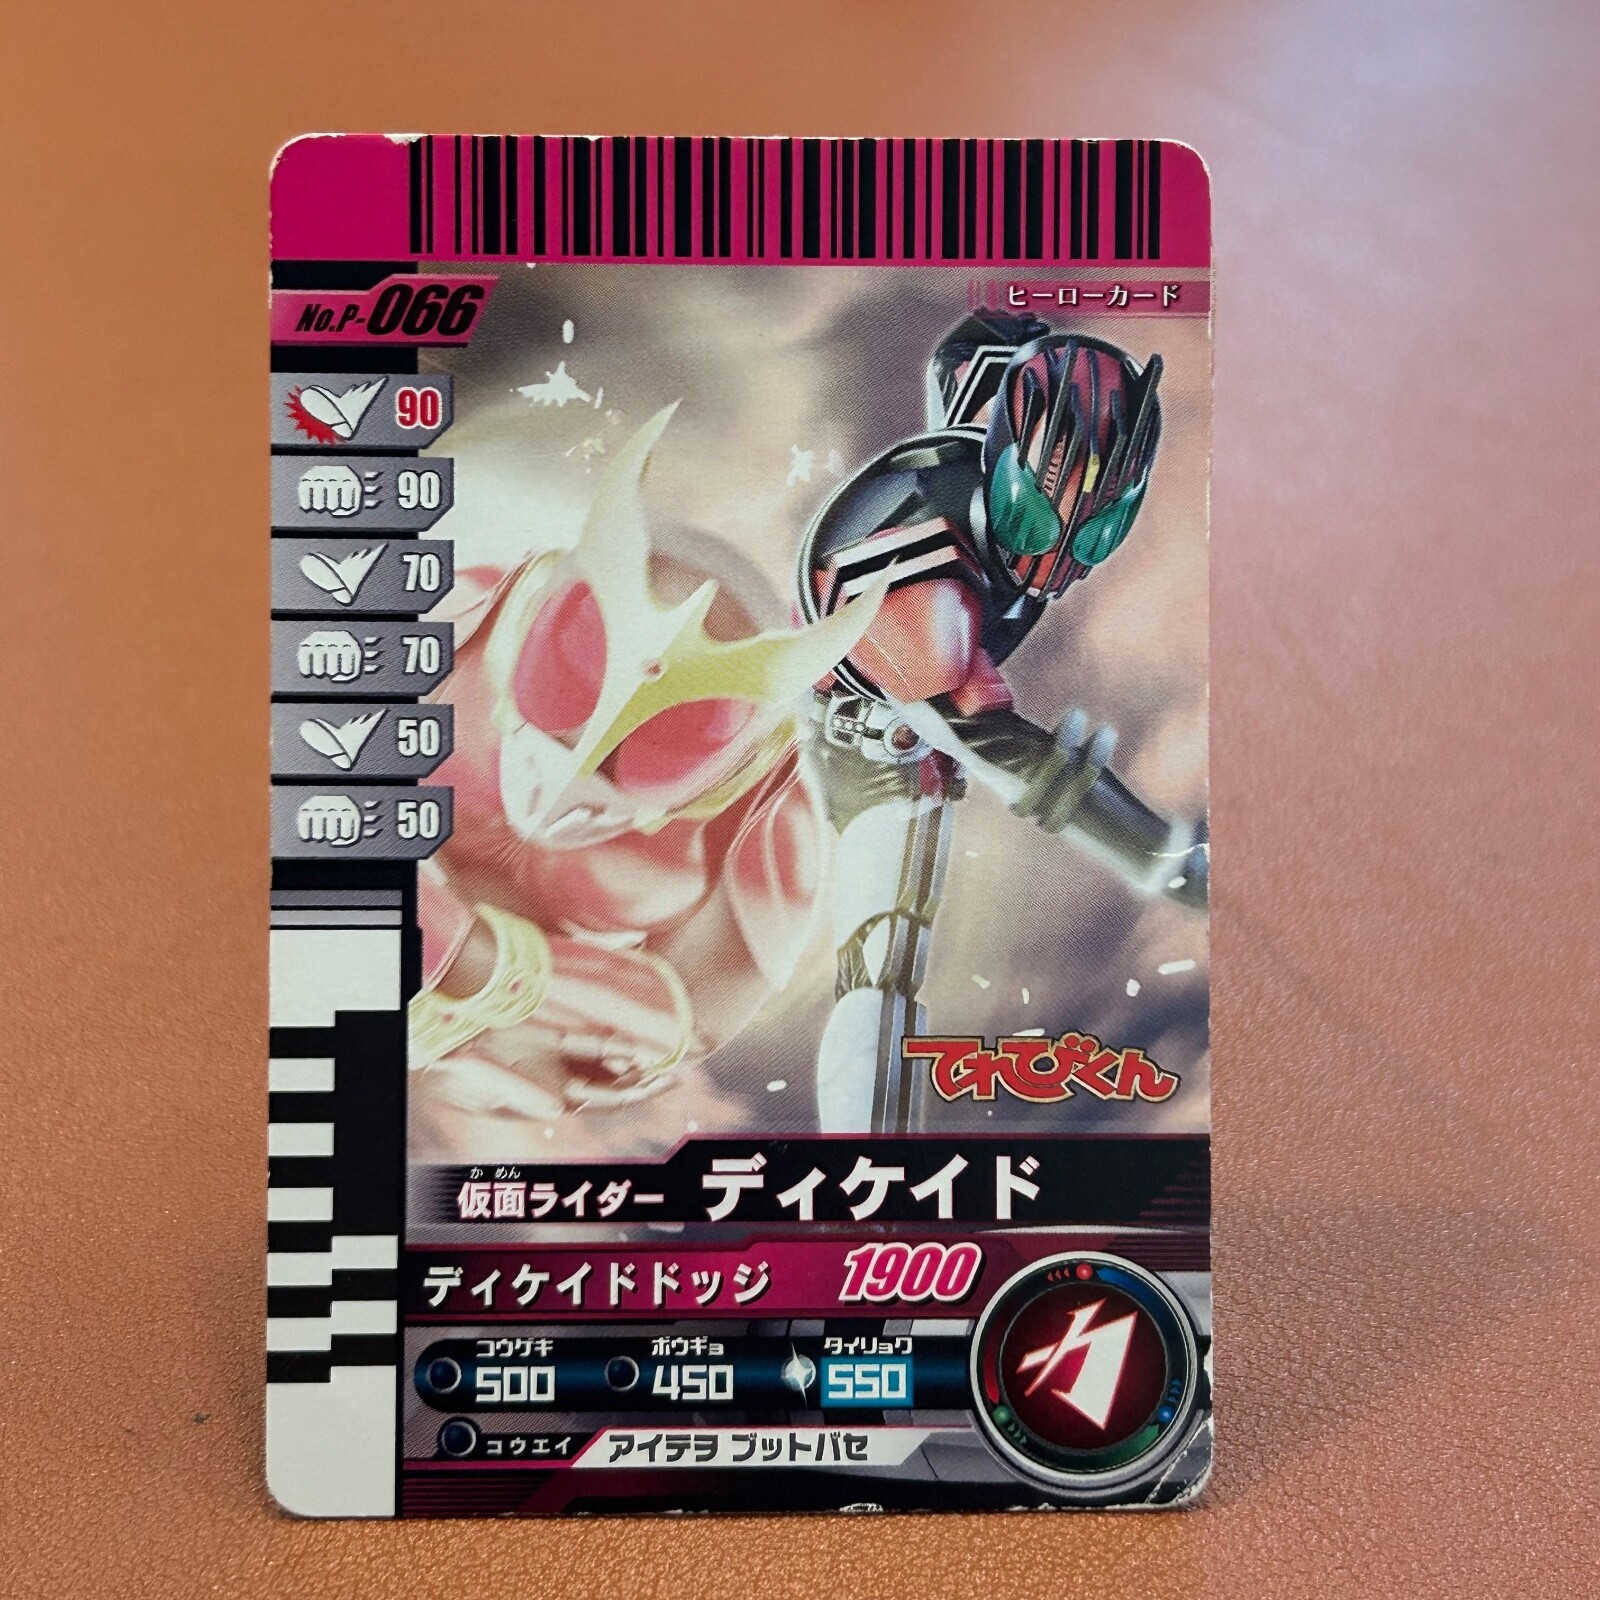 No.P-066
ヒーローカード
90
90
70
70
50
50
てれびくん
かめん
仮面ライダー ディケイド
ディケイドドッジ 1900
コウゲキ ボウギョ タイリョク
500 450 550
コウエイ アイテヲ ブットバセ
力